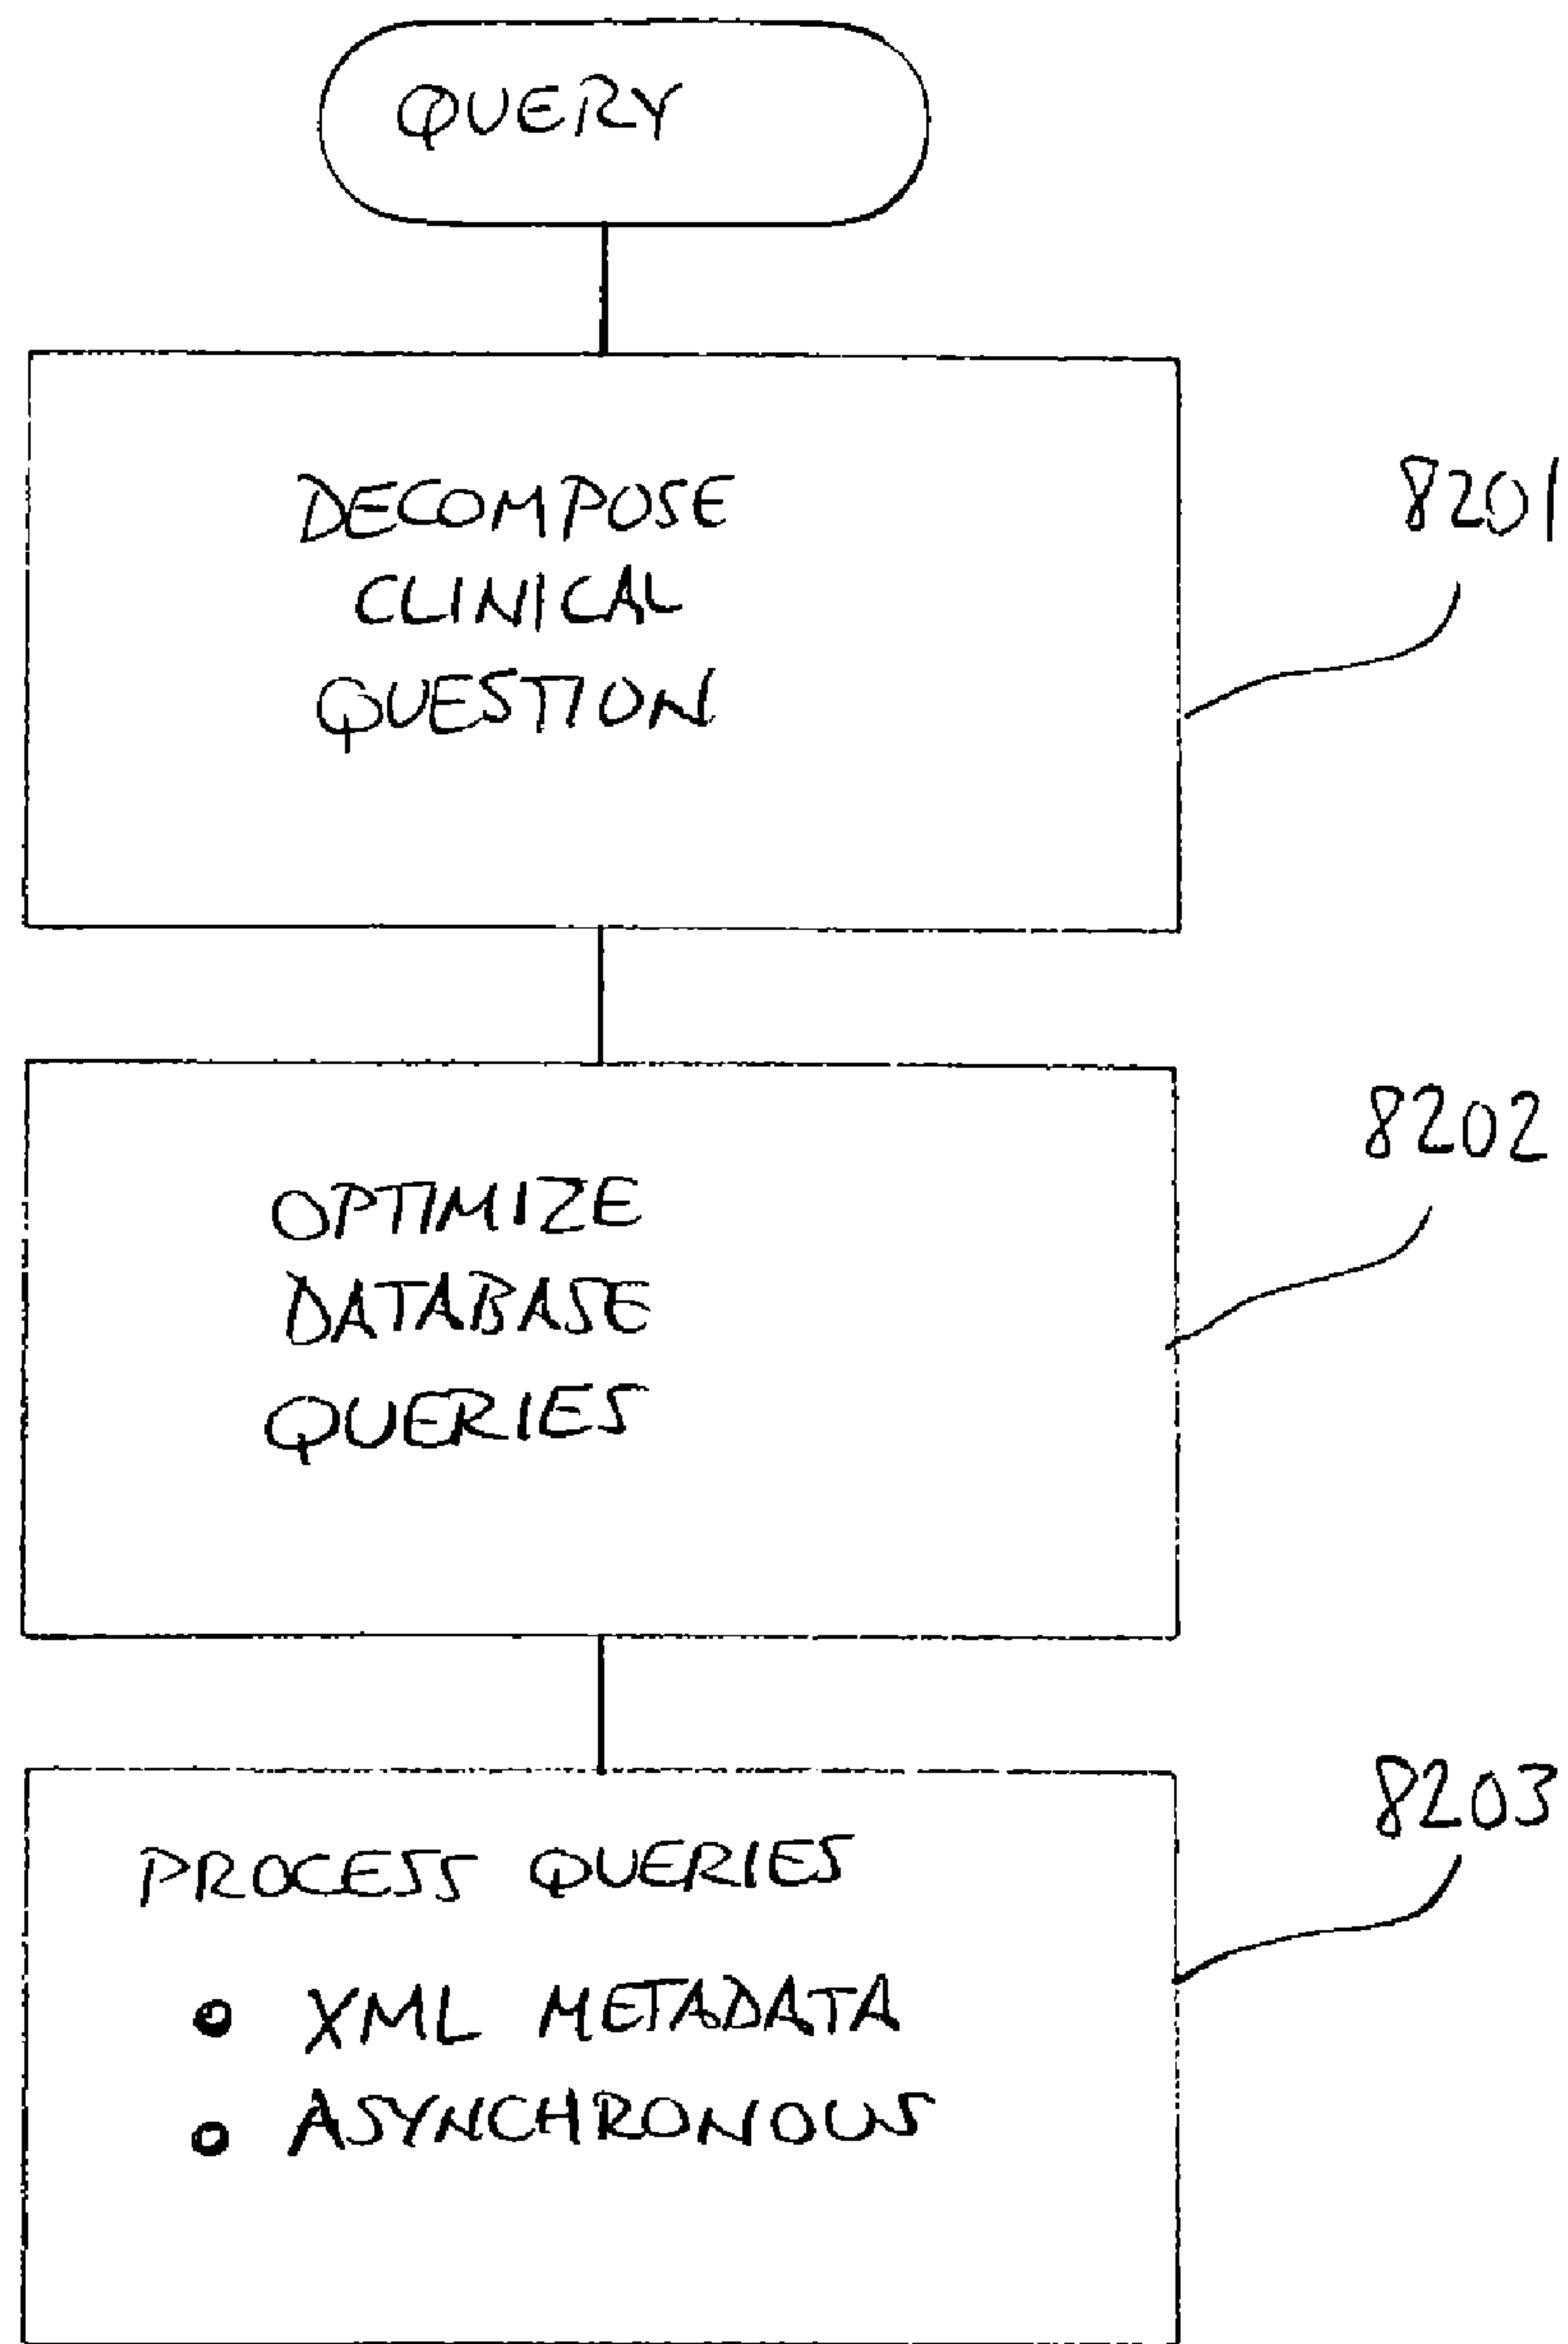 QUERY
DECOMPOSE
CLINICAL
QUESTION
8201
OPTIMIZE
DATABASE
QUERIES
8202
PROCESS QUERIES
• XML METADATA
• ASYNCHRONOUS
8203